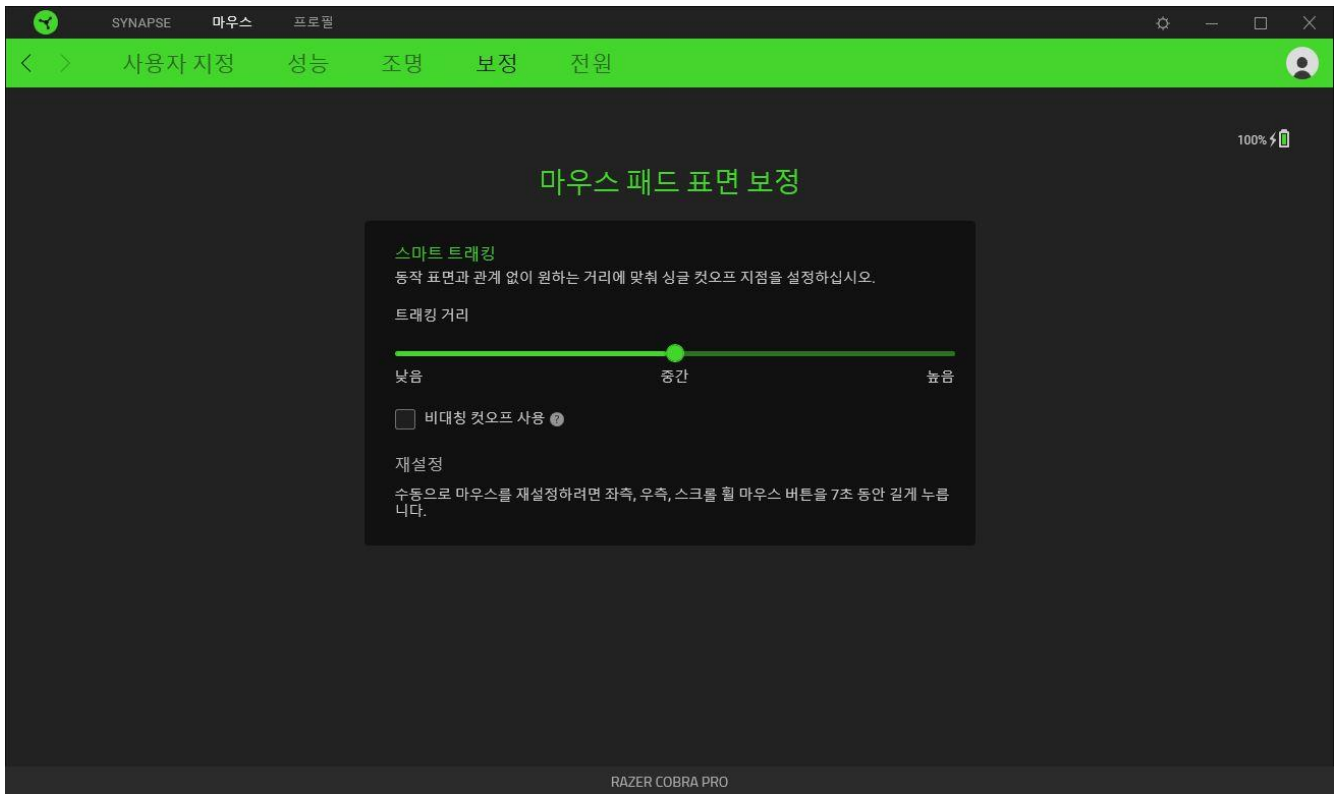 SYNAPSE 마우스 프로필
사용자 지정 성능 조명 보정 전원
100%
마우스 패드 표면 보정
스마트 트래킹
동작 표면과 관계 없이 원하는 거리에 맞춰 싱글 컷오프 지점을 설정하십시오.
트래킹 거리
낮음 중간 높음
비대칭 컷오프 사용 ?
재설정
수동으로 마우스를 재설정하려면 좌측, 우측, 스크롤 휠 마우스 버튼을 7초 동안 길게 누릅
니다.
RAZER COBRA PRO